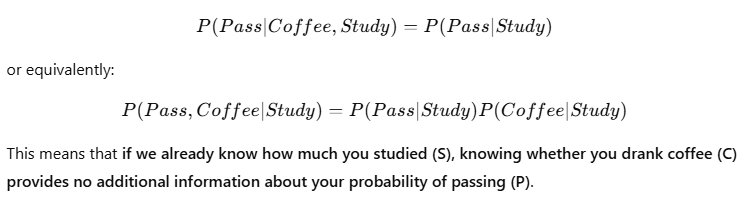 P(Pass|Coffee, Study) = P(Pass|Study)
or equivalently:
P(Pass, Coffee|Study) = P(Pass|Study)P(Coffee|Study)
This means that if we already know how much you studied (S), knowing whether you drank coffee (C)
provides no additional information about your probability of passing (P).